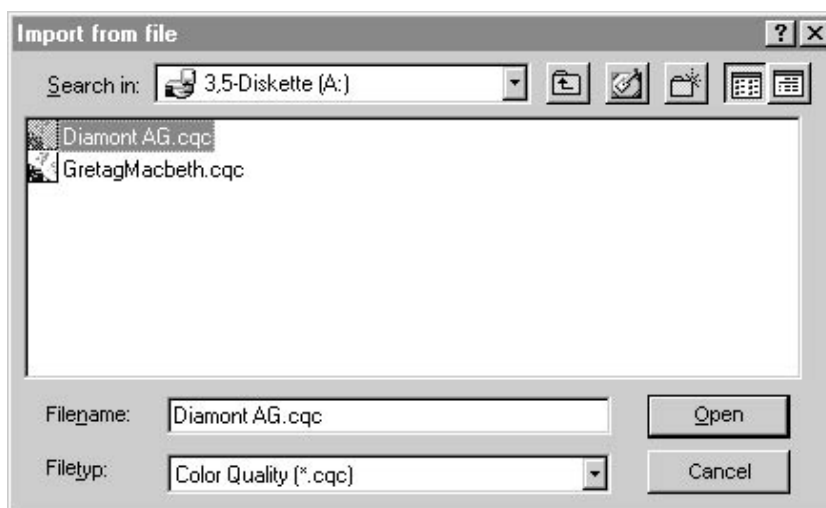 Import from file
Search in: 3,5-Diskette (A:)
Diamont AG.cqc
GretagMacbeth.cqc
Filename: Diamont AG.cqc Open
Filetyp: Color Quality (*.cqc) Cancel